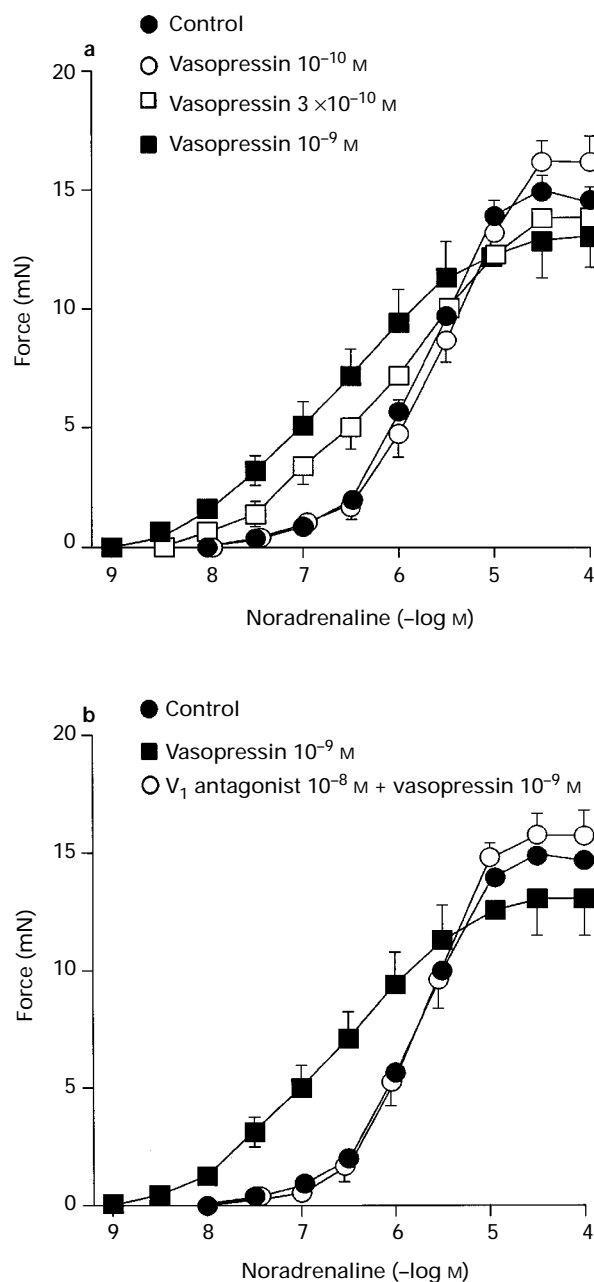 a
Control
Vasopressin 10⁻¹⁰ M
Vasopressin 3 ×10⁻¹⁰ M
Vasopressin 10⁻⁹ M
20
15
10
5
0
Force (mN)
9 8 7 6 5 4
Noradrenaline (–log M)
b
Control
Vasopressin 10⁻⁹ M
V₁ antagonist 10⁻⁸ M + vasopressin 10⁻⁹ M
20
15
10
5
0
Force (mN)
9 8 7 6 5 4
Noradrenaline (–log M)